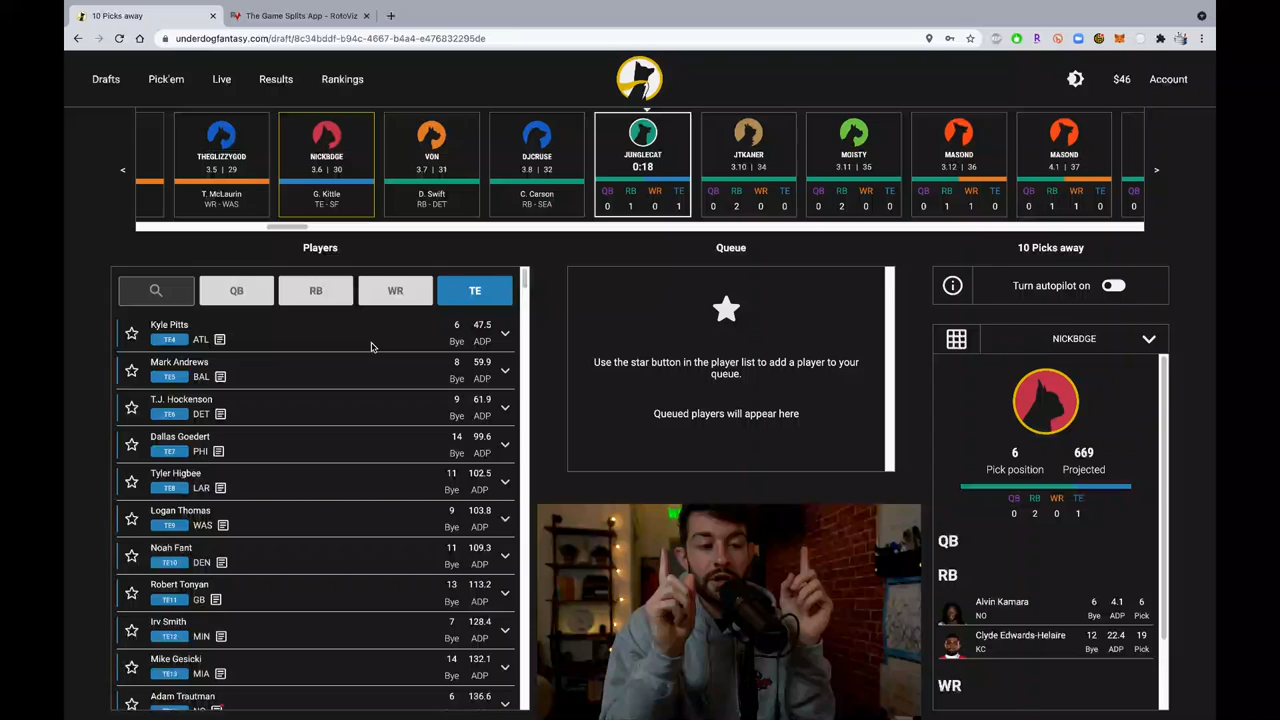 10 Picks away
The Game Splits App - RotoViz
underdogfantasy.com/draft/8c34bddf-b94c-4667-b4a4-e476832295de
Drafts Pick'em Live Results Rankings $46 Account
THEGLIZZYGOD NICKBDGE VON DJCRUSE JUNGLECAT JTKANER MOISTY MASOND MASOND
3.5 | 29 3.6 | 30 3.7 | 31 3.8 | 32 0:18 3.10 | 34 3.11 | 35 3.12 | 36 4.1 | 37
T. McLaurin G. Kittle D. Swift C. Carson QB RB WR TE QB RB WR TE QB RB WR TE QB RB WR TE QB RB WR TE
WR - WAS TE - SF RB - DET RB - SEA 0 1 0 1 0 2 0 0 0 2 0 0 0 1 1 0 0 1 1 0
Players Queue 10 Picks away
QB RB WR TE
Turn autopilot on
NICKBDGE
Kyle Pitts 6 47.5
TE4 ATL Bye ADP
Mark Andrews 8 59.9
TE5 BAL Bye ADP
T.J. Hockenson 9 61.9
TE6 DET Bye ADP
Dallas Goedert 14 99.6
TE7 PHI Bye ADP
Tyler Higbee 11 102.5
TE8 LAR Bye ADP
Logan Thomas 9 103.8
TE9 WAS Bye ADP
Noah Fant 11 109.3
TE10 DEN Bye ADP
Robert Tonyan 13 113.2
TE11 GB Bye ADP
Irv Smith 7 128.4
TE12 MIN Bye ADP
Mike Gesicki 14 132.1
TE13 MIA Bye ADP
Adam Trautman 6 136.6
Use the star button in the player list to add a player to your
queue.
Queued players will appear here
6 669
Pick position Projected
QB RB WR TE
0 2 0 1
QB
RB
Alvin Kamara 6 4.1 6
NO Bye ADP Pick
Clyde Edwards-Helaire 12 22.4 19
KC Bye ADP Pick
WR